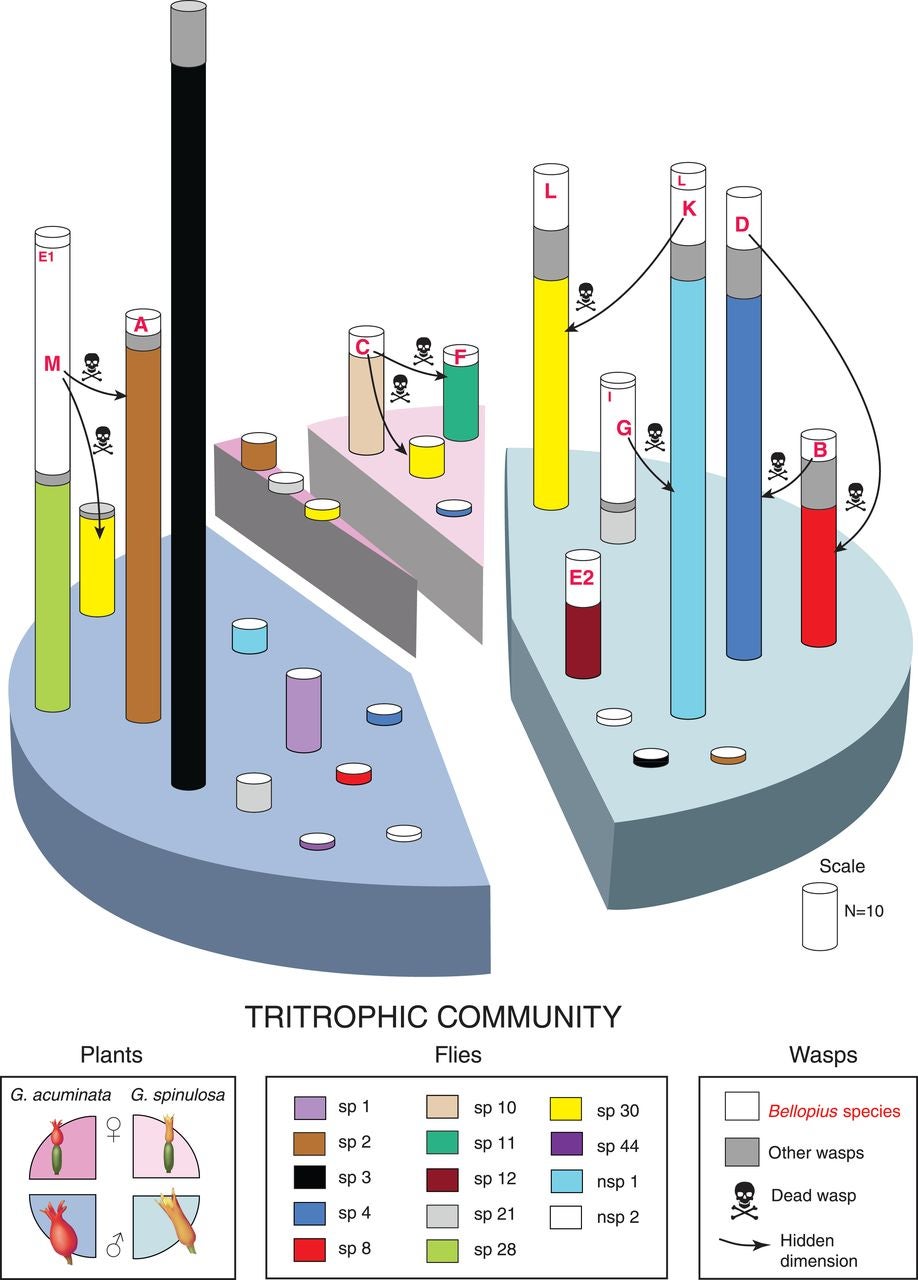 L
L
K
D
E1
M
A
C
F
I
G
B
E2
Scale
N=10
TRITROPHIC COMMUNITY
Plants
Flies
Wasps
G. acuminata
G. spinulosa
♀
♂
sp 1
sp 2
sp 3
sp 4
sp 8
sp 10
sp 11
sp 12
sp 21
sp 28
sp 30
sp 44
nsp 1
nsp 2
Bellopius species
Other wasps
Dead wasp
Hidden
dimension